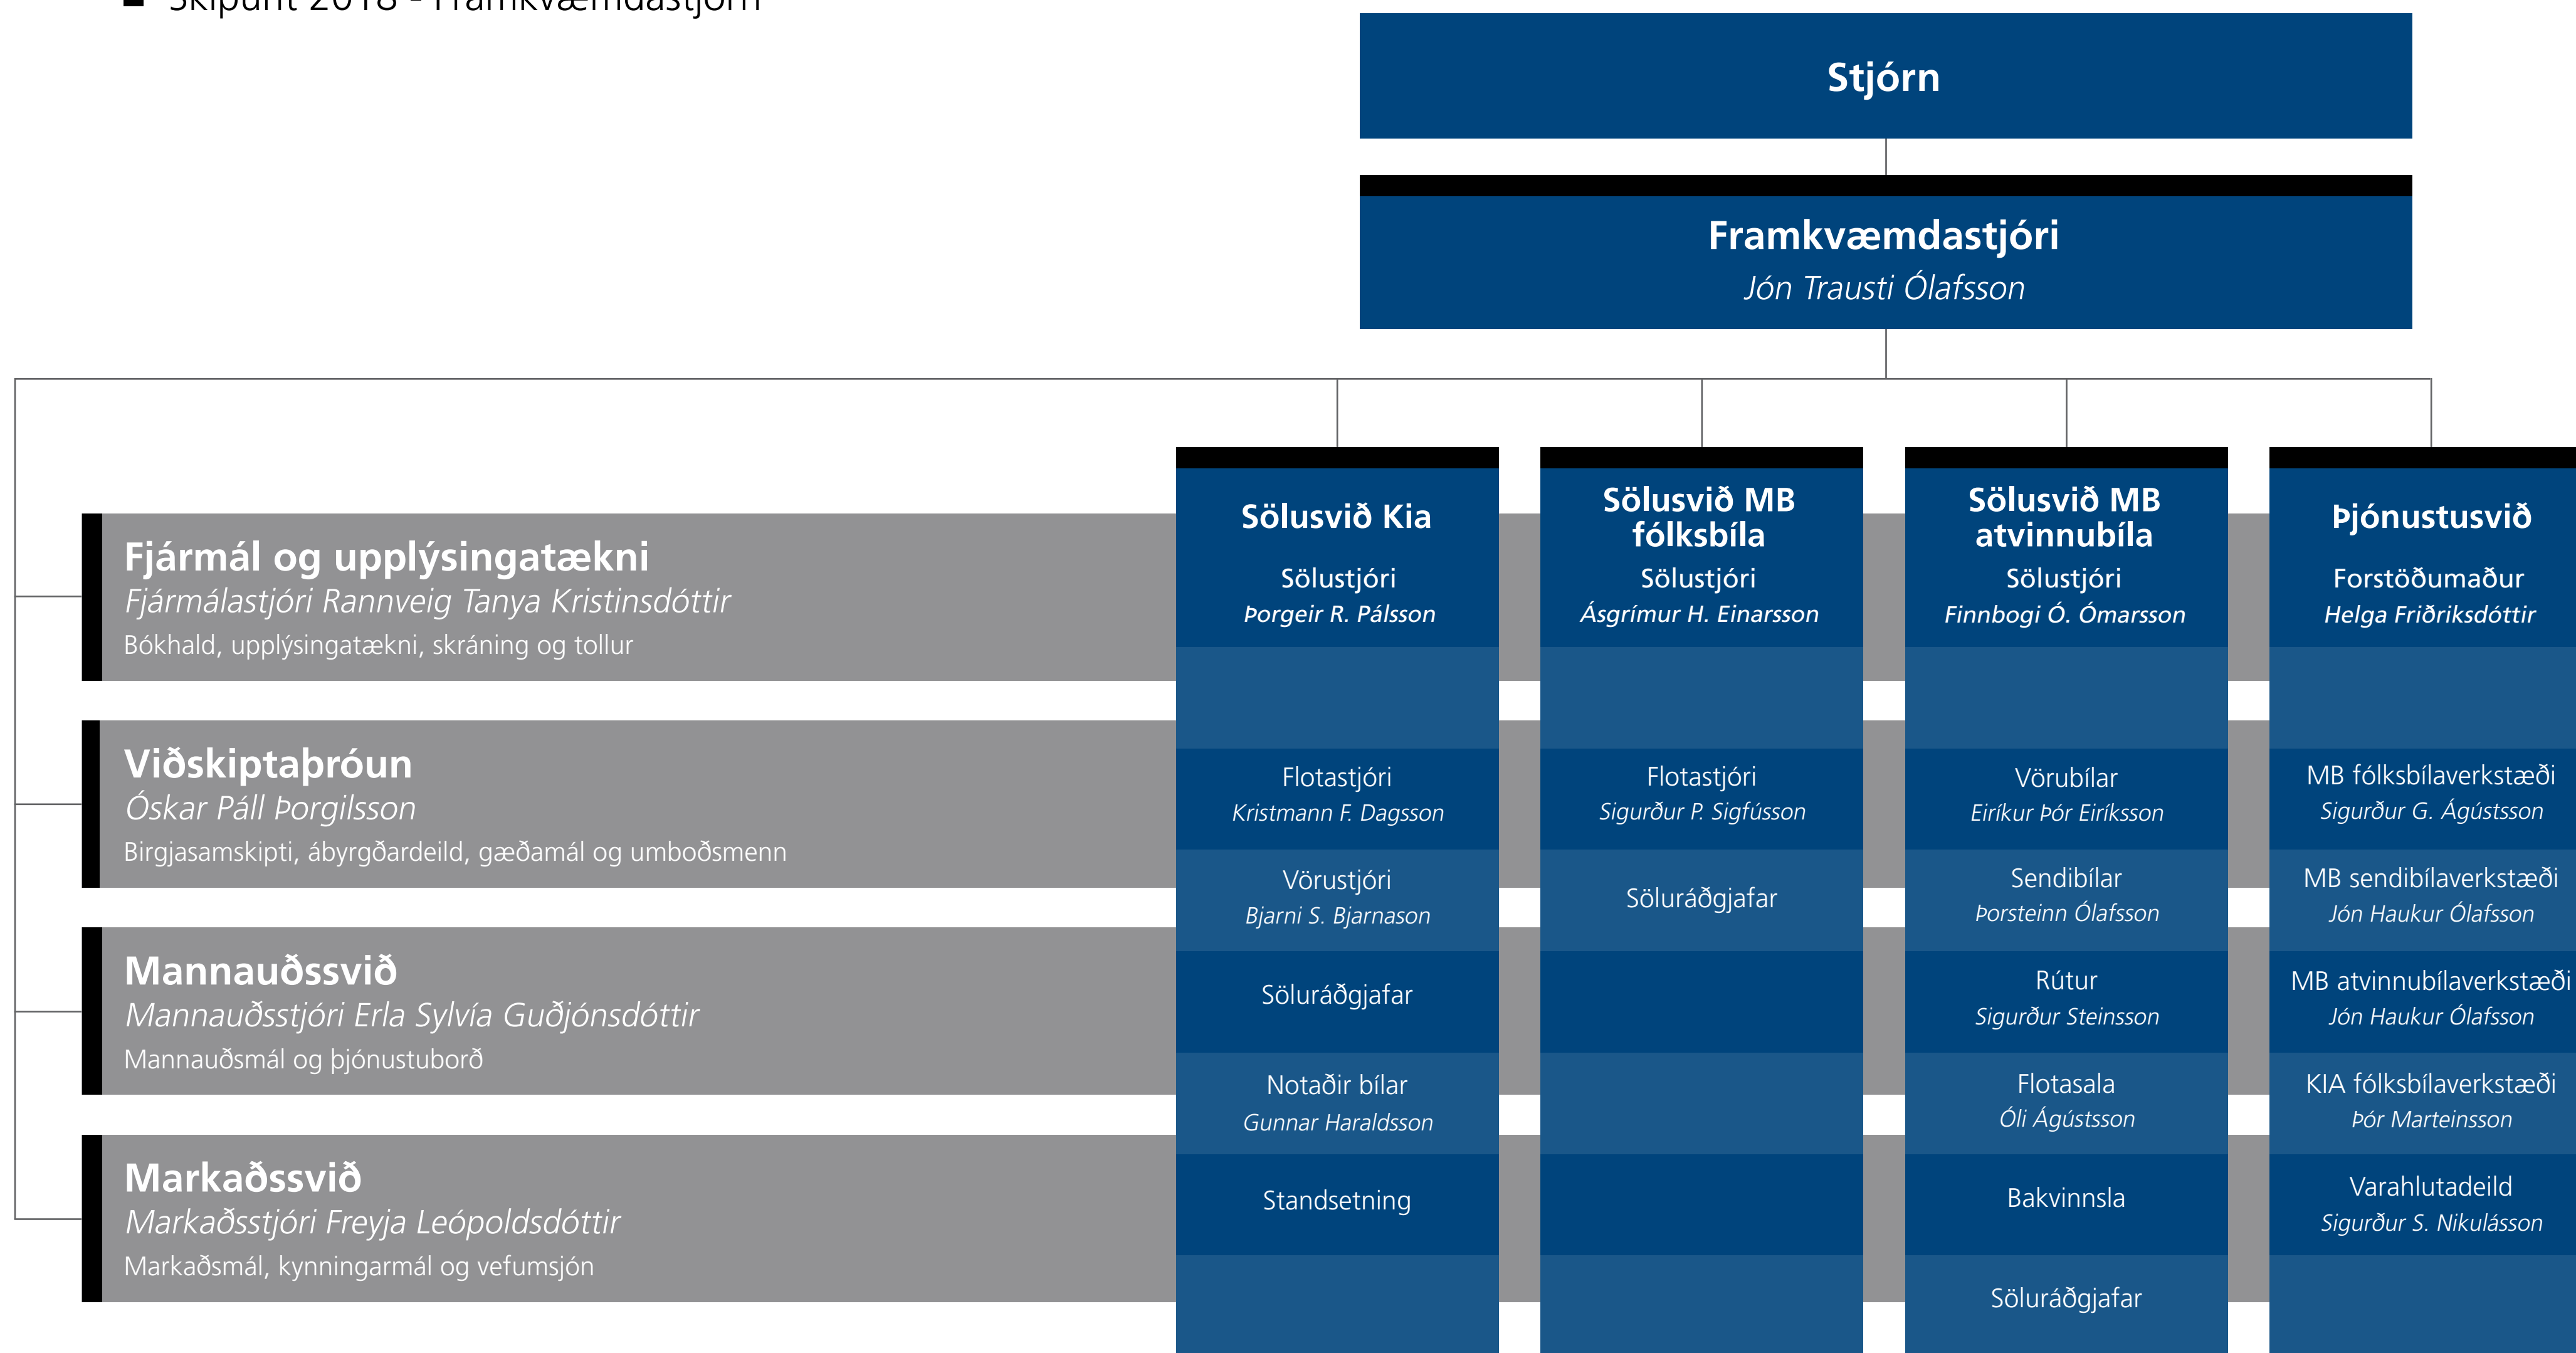 Skipurit 2018 - Framkvæmdastjórn
Stjórn
Framkvæmdastjóri
Jón Trausti Ólafsson
Fjármál og upplýsingatækni
Fjármálastjóri Rannveig Tanya Kristinsdóttir
Bókhald, upplýsingatækni, skráning og tollur
Viðskiptaþróun
Óskar Páll Þorgilsson
Birgjasamskipti, ábyrgðardeild, gæðamál og umboðsmenn
Mannauðssvið
Mannauðsstjóri Erla Sylvía Guðjónsdóttir
Mannauðsmál og þjónustuborð
Markaðssvið
Markaðsstjóri Freyja Leópoldsdóttir
Markaðsmál, kynningarmál og vefumsjón
Sölusvið Kia
Sölustjóri
Þorgeir R. Pálsson
Flotastjóri
Kristmann F. Dagsson
Vörustjóri
Bjarni S. Bjarnason
Söluráðgjafar
Notaðir bílar
Gunnar Haraldsson
Standsetning
Sölusvið MB
fólksbíla
Sölustjóri
Ásgrímur H. Einarsson
Flotastjóri
Sigurður P. Sigfússon
Söluráðgjafar
Sölusvið MB
atvinnubíla
Sölustjóri
Finnbogi Ó. Ómarsson
Vörubílar
Eiríkur Þór Eiríksson
Sendibílar
Þorsteinn Ólafsson
Rútur
Sigurður Steinsson
Flotasala
Óli Ágústsson
Bakvinnsla
Söluráðgjafar
Þjónustusvið
Forstöðumaður
Helga Friðriksdóttir
MB fólksbílaverkstæði
Sigurður G. Ágústsson
MB sendibílaverkstæði
Jón Haukur Ólafsson
MB atvinnubílaverkstæði
Jón Haukur Ólafsson
KIA fólksbílaverkstæði
Þór Marteinsson
Varahlutadeild
Sigurður S. Nikulásson